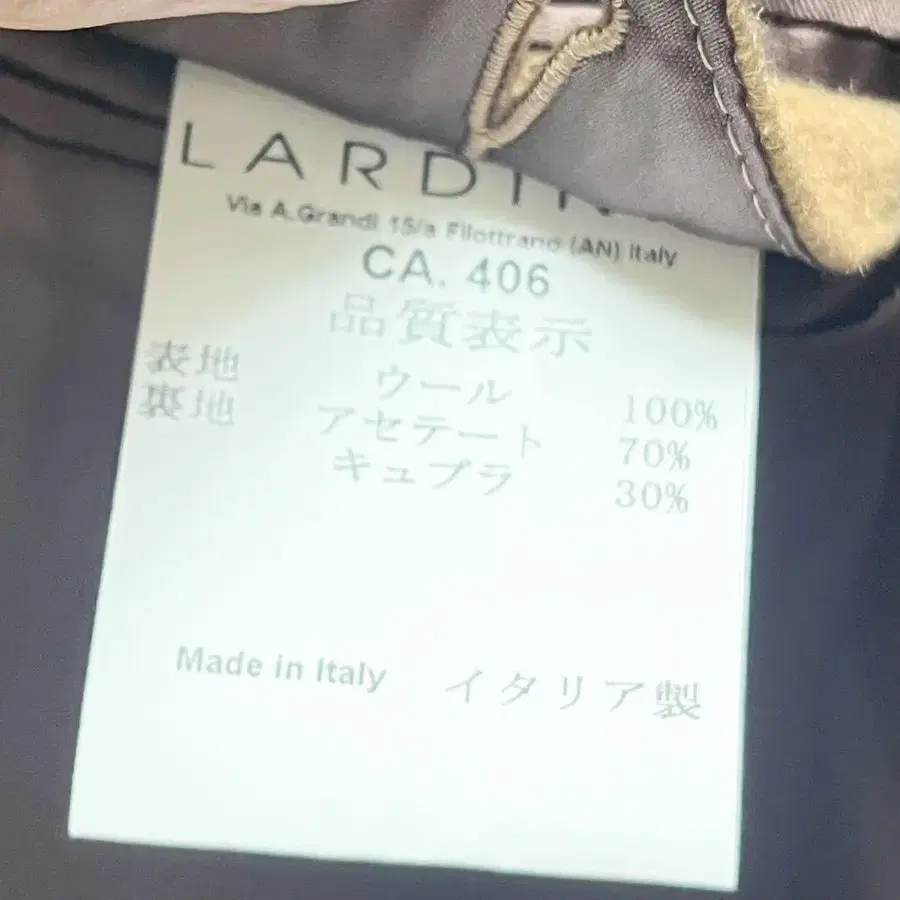 LARDIN
Via A.Grandi 15/a Filottrano (AN) Italy
CA. 406
品質表示
表地 ウール 100%
裏地 アセテート 70%
キュプラ 30%
Made in Italy イタリア製